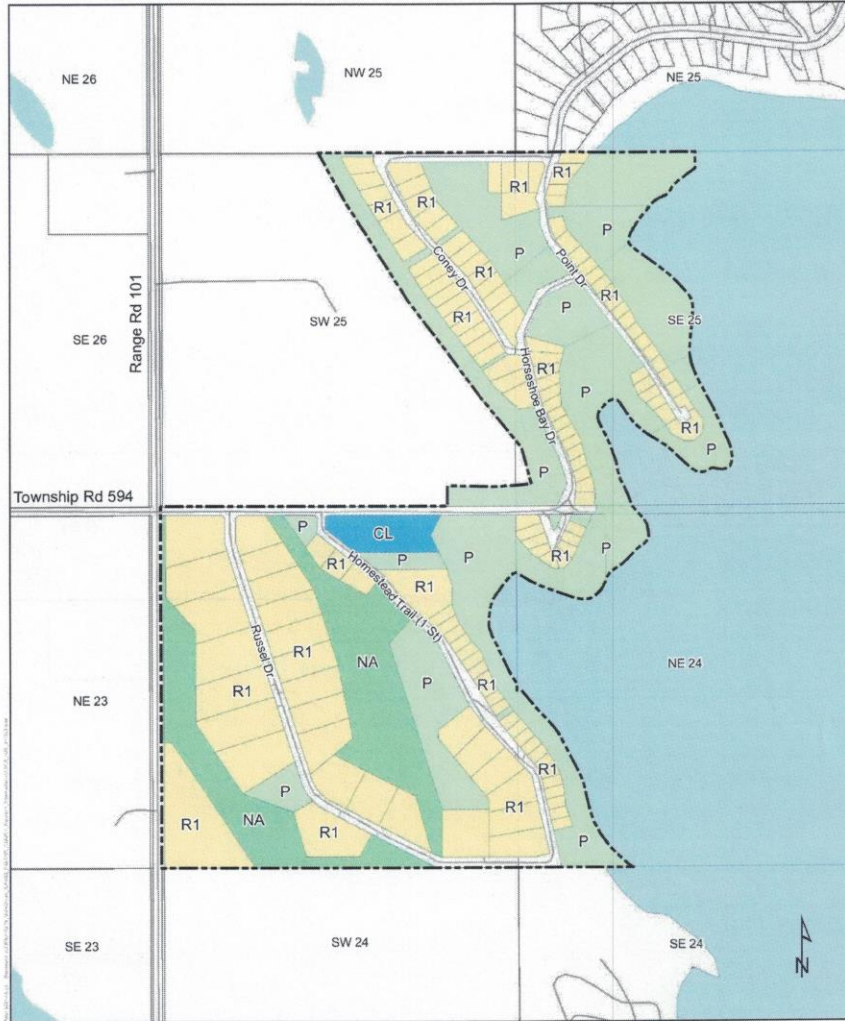 NE 26
NW 25
NE 25
R1
R1
R1
R1
P
P
Coney Dr
R1
Point Dr
P
R1
R1
SW 25
SE 25
SE 26
Range Rd 101
R1
Horseshoe Bay Dr
P
R1
P
P
Township Rd 594
P
CL
P
P
R1
P
R1
Homestead Trail (1 St)
R1
Russel Dr
R1
NA
P
R1
R1
NE 24
NE 23
P
R1
R1
NA
R1
R1
P
SE 23
SW 24
SE 24
N